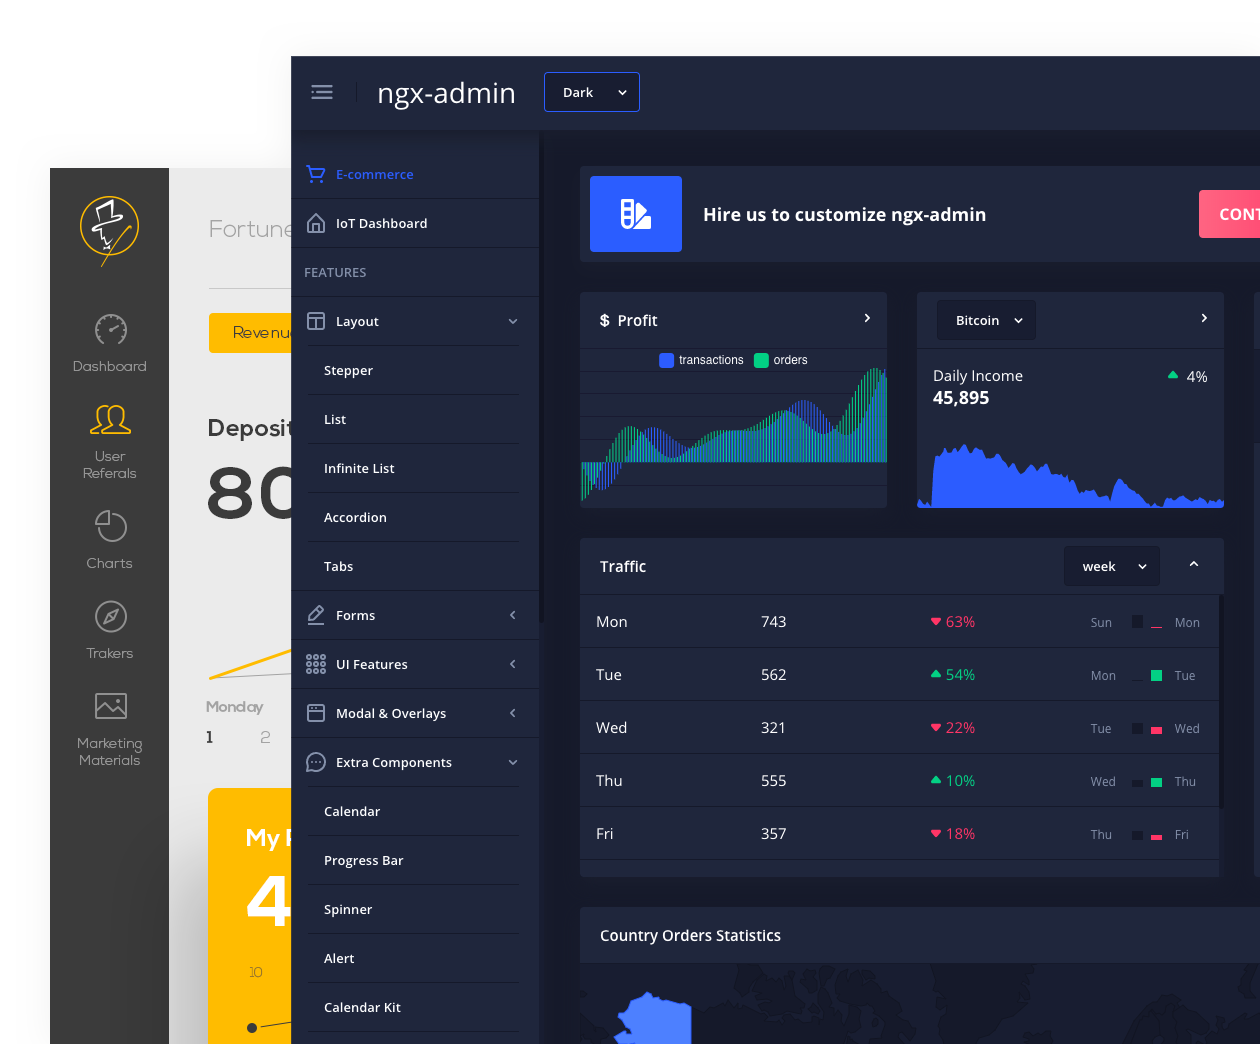 ngx-admin
Dark
E-commerce
IoT Dashboard
FEATURES
Layout
Stepper
List
Infinite List
Accordion
Tabs
Forms
UI Features
Modal & Overlays
Extra Components
Calendar
Progress Bar
Spinner
Alert
Calendar Kit
Hire us to customize ngx-admin
CONT
$ Profit
transactions
orders
Bitcoin
Daily Income
45,895
4%
Traffic
week
Mon 743 63% Sun Mon
Tue 562 54% Mon Tue
Wed 321 22% Tue Wed
Thu 555 10% Wed Thu
Fri 357 18% Thu Fri
Country Orders Statistics
Dashboard
User
Referals
Charts
Trakers
Marketing
Materials
Fortune
Revenu
Deposit
80
Monday
1 2
My
4
10